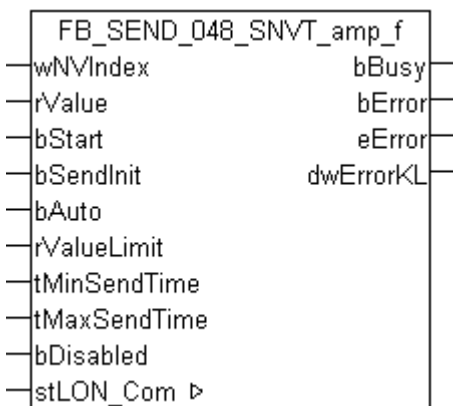 FB_SEND_048_SNVT_amp_f
wNVIndex bBusy
rValue bError
bStart eError
bSendInit dwErrorKL
bAuto
rValueLimit
tMinSendTime
tMaxSendTime
bDisabled
stLON_Com ▷